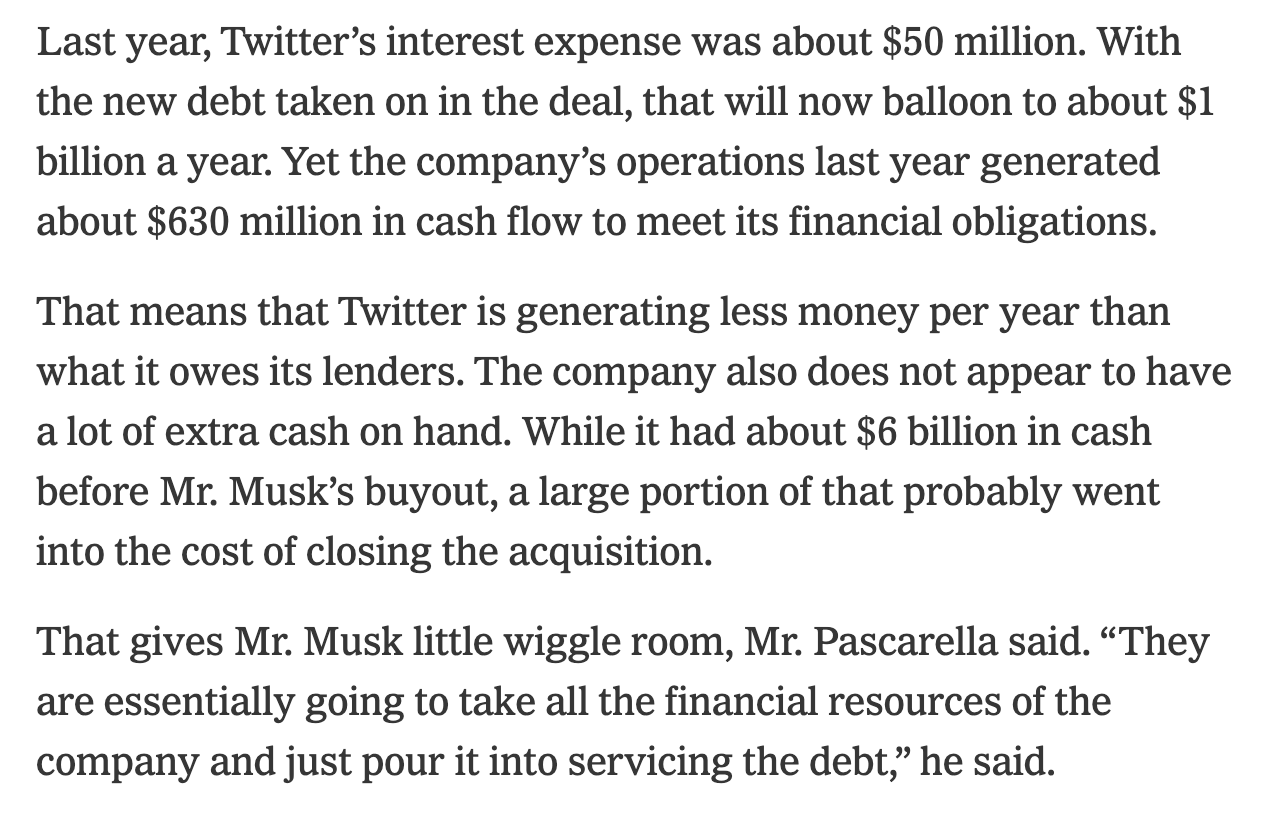 Last year, Twitter’s interest expense was about $50 million. With
the new debt taken on in the deal, that will now balloon to about $1
billion a year. Yet the company’s operations last year generated
about $630 million in cash flow to meet its financial obligations.
That means that Twitter is generating less money per year than
what it owes its lenders. The company also does not appear to have
a lot of extra cash on hand. While it had about $6 billion in cash
before Mr. Musk’s buyout, a large portion of that probably went
into the cost of closing the acquisition.
That gives Mr. Musk little wiggle room, Mr. Pascarella said. “They
are essentially going to take all the financial resources of the
company and just pour it into servicing the debt,” he said.